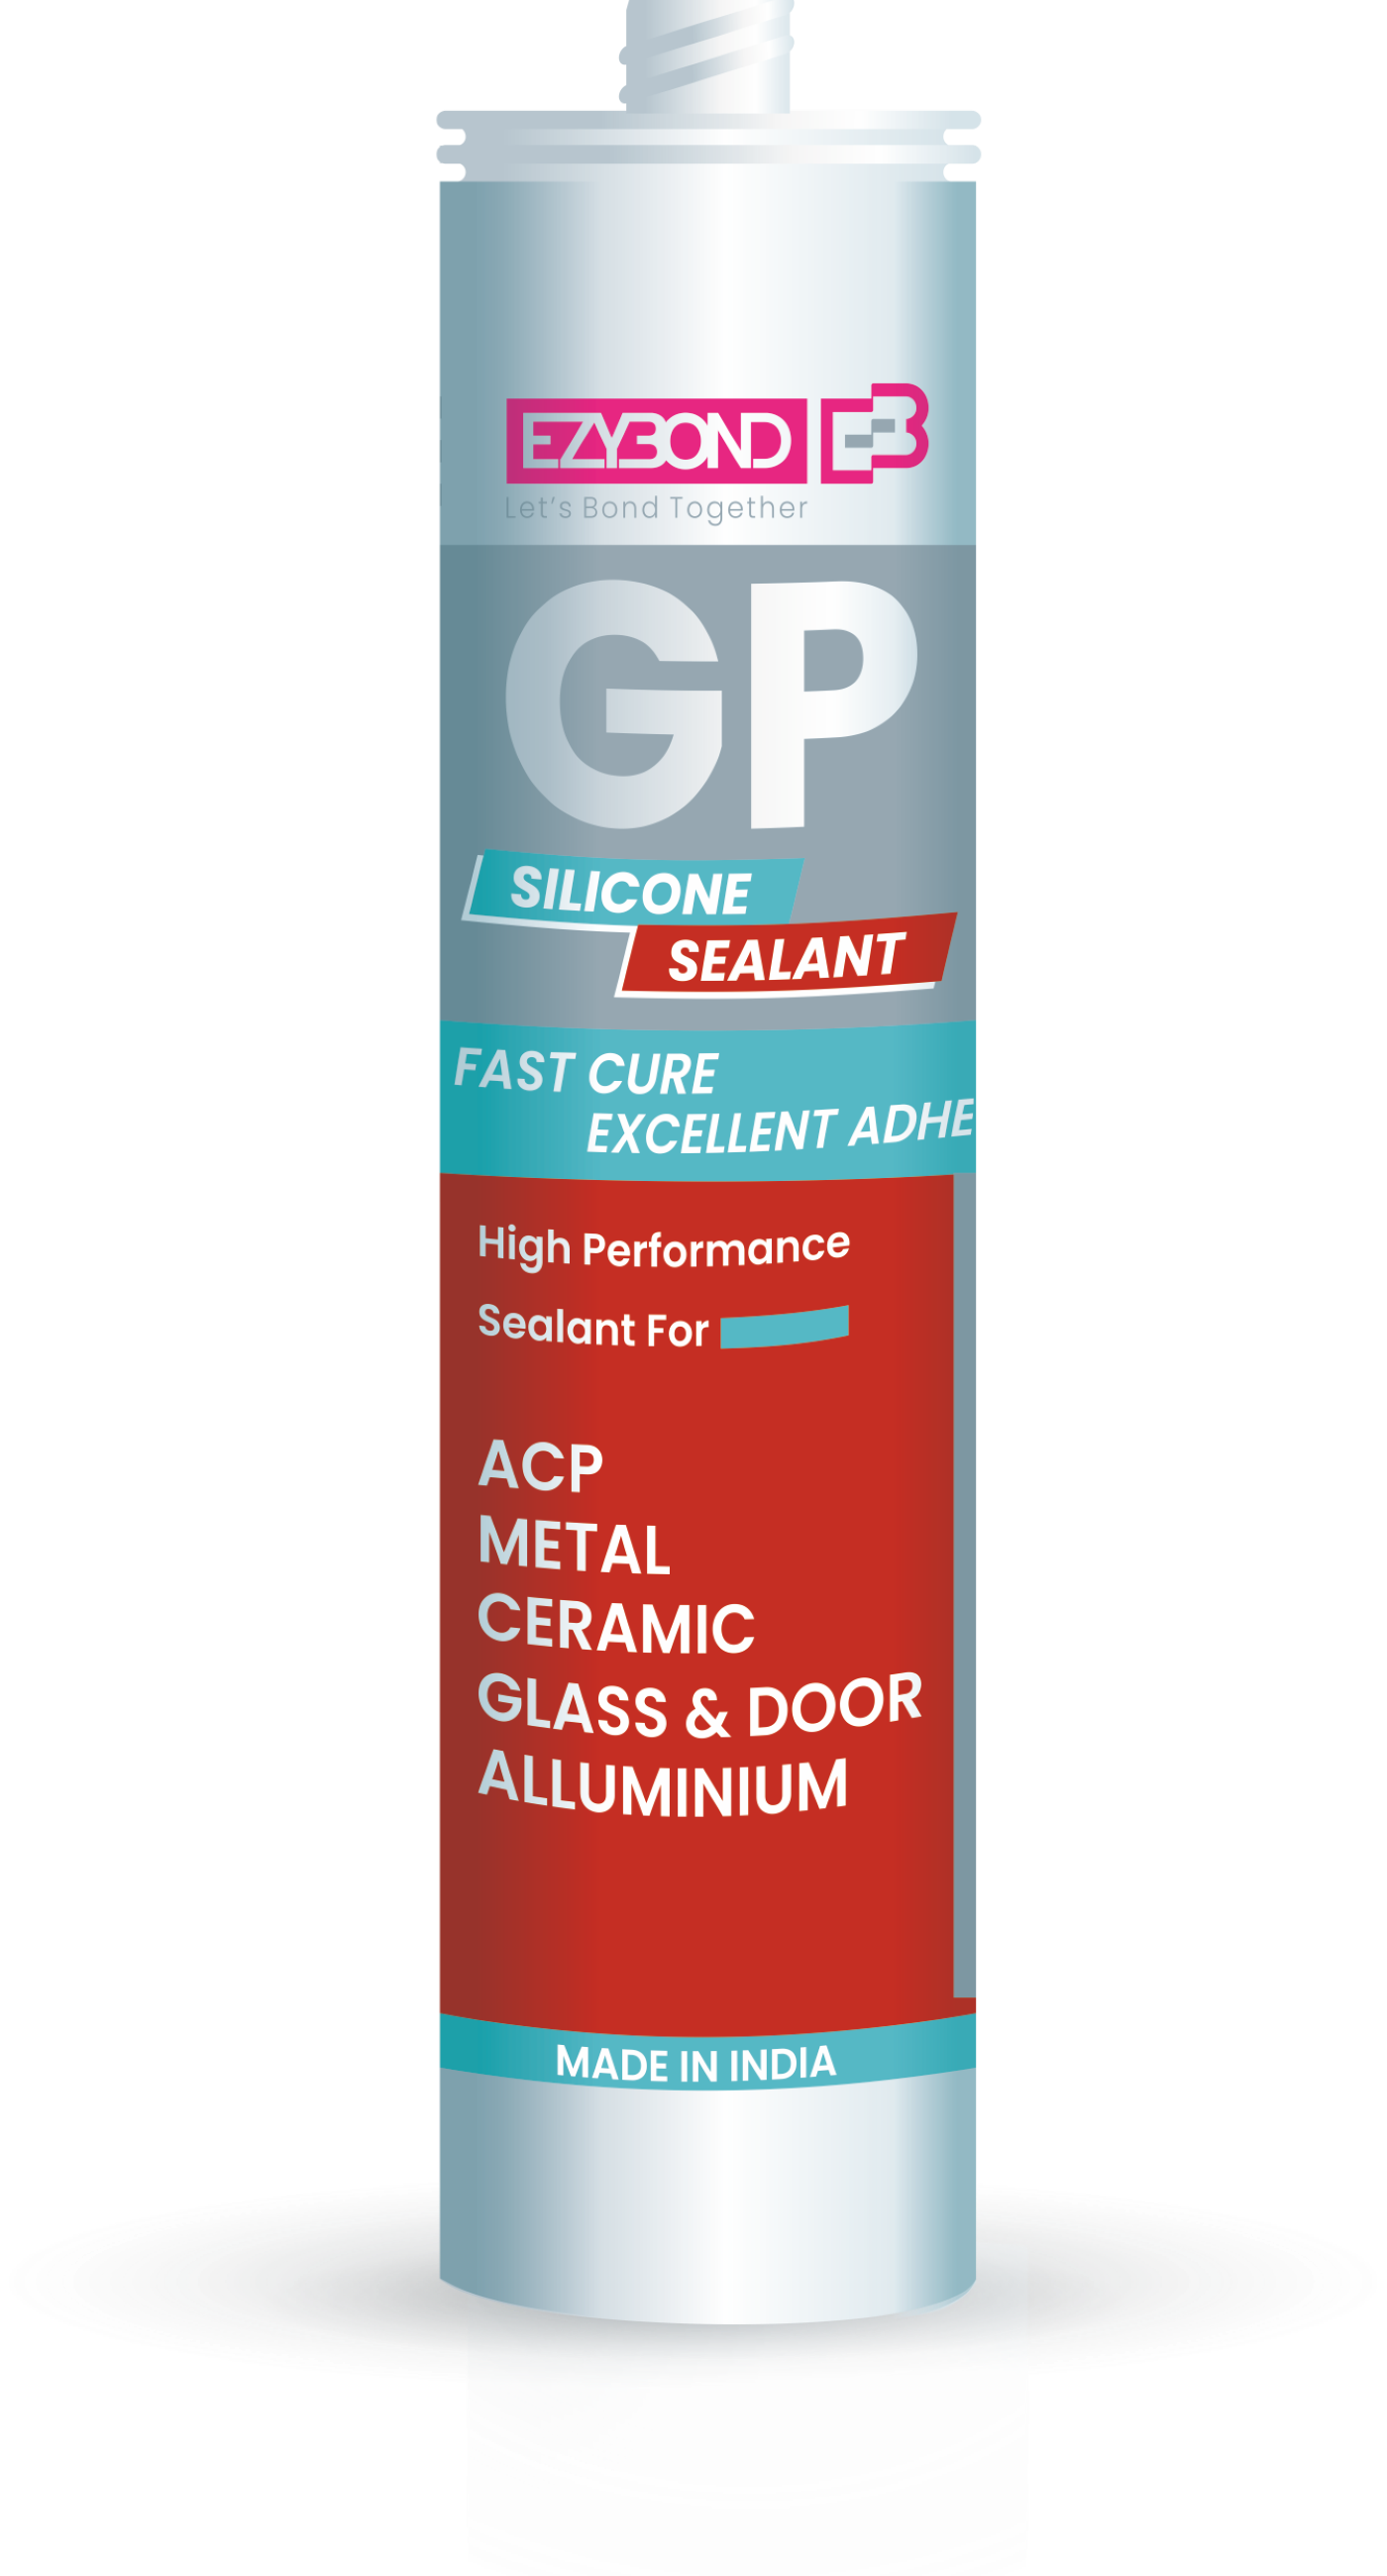 EZYBOND EB
Let's Bond Together
GP
SILICONE
SEALANT
FAST CURE
EXCELLENT ADHE
High Performance
Sealant For
ACP
METAL
CERAMIC
GLASS & DOOR
ALLUMINIUM
MADE IN INDIA